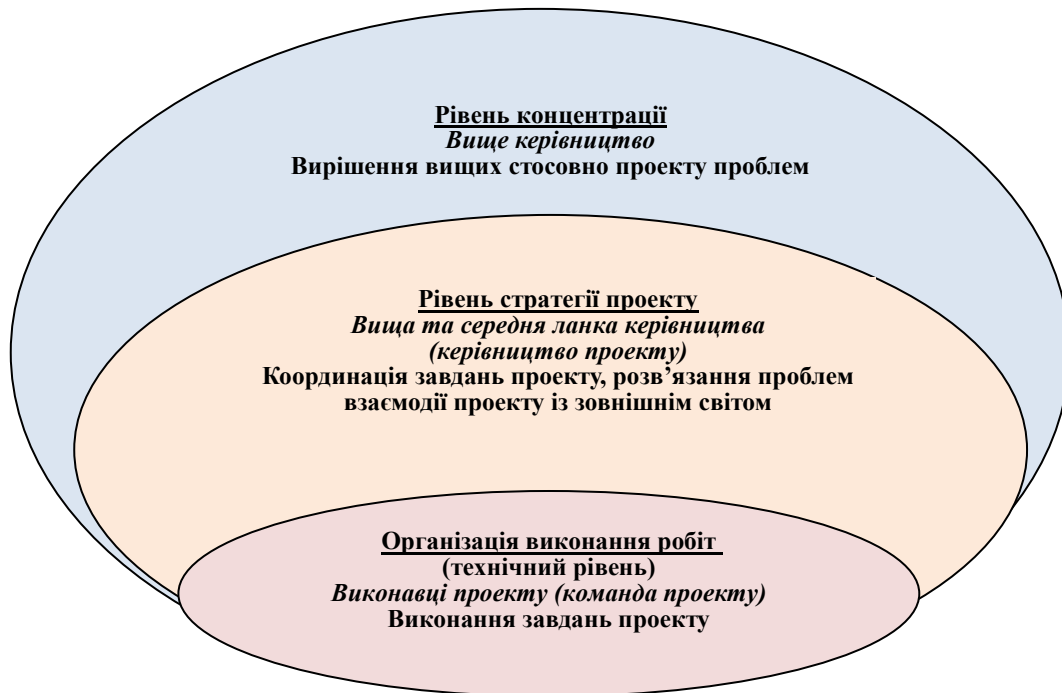 Рівень концентрації
Вище керівництво
Вирішення вищих стосовно проекту проблем
Рівень стратегії проекту
Вища та середня ланка керівництва
(керівництво проекту)
Координація завдань проекту, розв’язання проблем
взаємодії проекту із зовнішнім світом
Організація виконання робіт
(технічний рівень)
Виконавці проекту (команда проекту)
Виконання завдань проекту